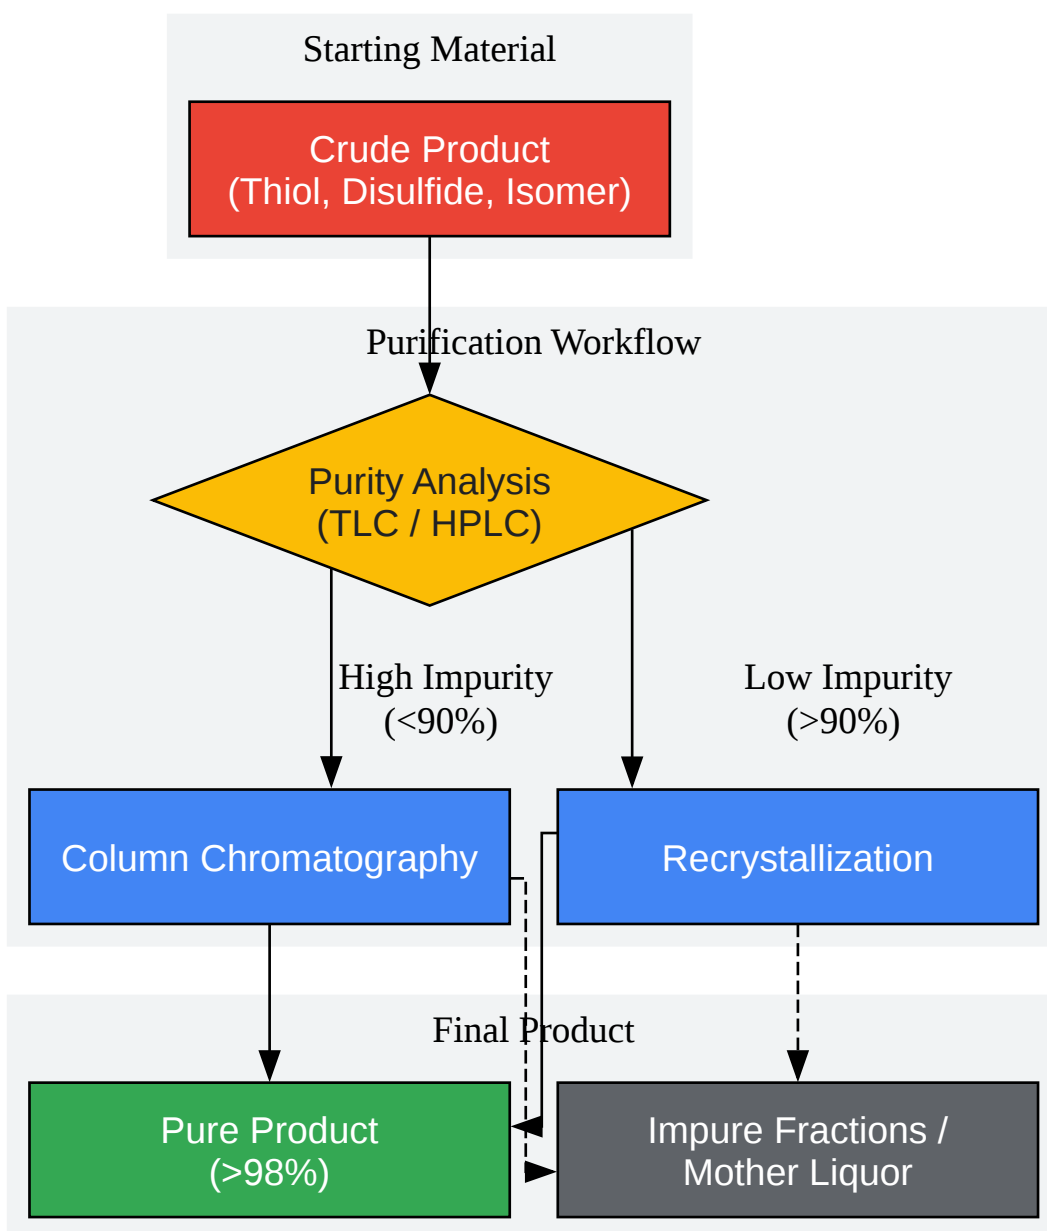 Starting Material
Crude Product
(Thiol, Disulfide, Isomer)
Purification Workflow
Purity Analysis
(TLC / HPLC)
High Impurity
(<90%)
Low Impurity
(>90%)
Column Chromatography
Recrystallization
Final Product
Pure Product
(>98%)
Impure Fractions /
Mother Liquor